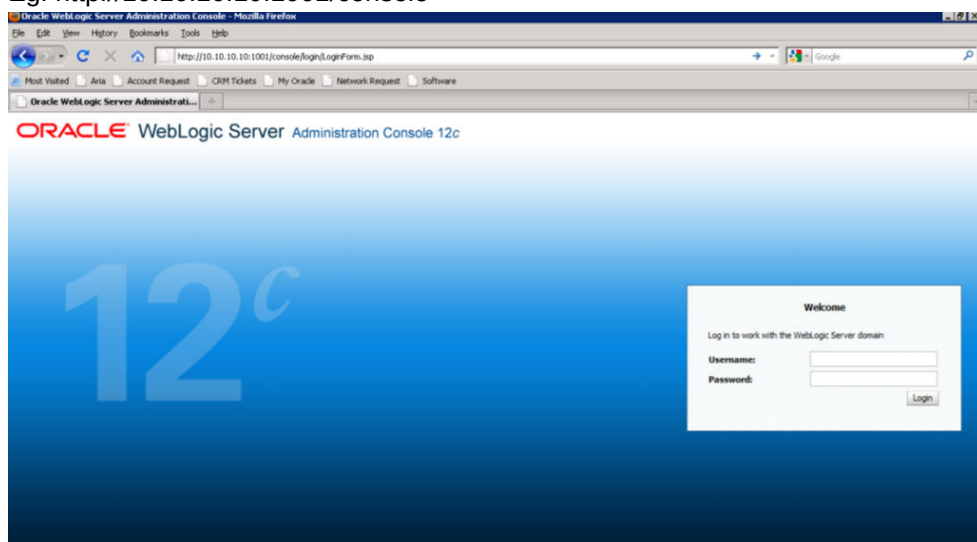 Oracle WebLogic Server Administration Console - Mozilla Firefox
File Edit View History Bookmarks Tools Help
http://10.10.10.10:1001/console/login/LoginForm.jsp
Google
Most Visited Aria Account Request CRM Tickets My Oracle Network Request Software
Oracle WebLogic Server Administrati...
ORACLE WebLogic Server Administration Console 12c
12c
Welcome
Log in to work with the WebLogic Server domain
Username:
Password:
Login